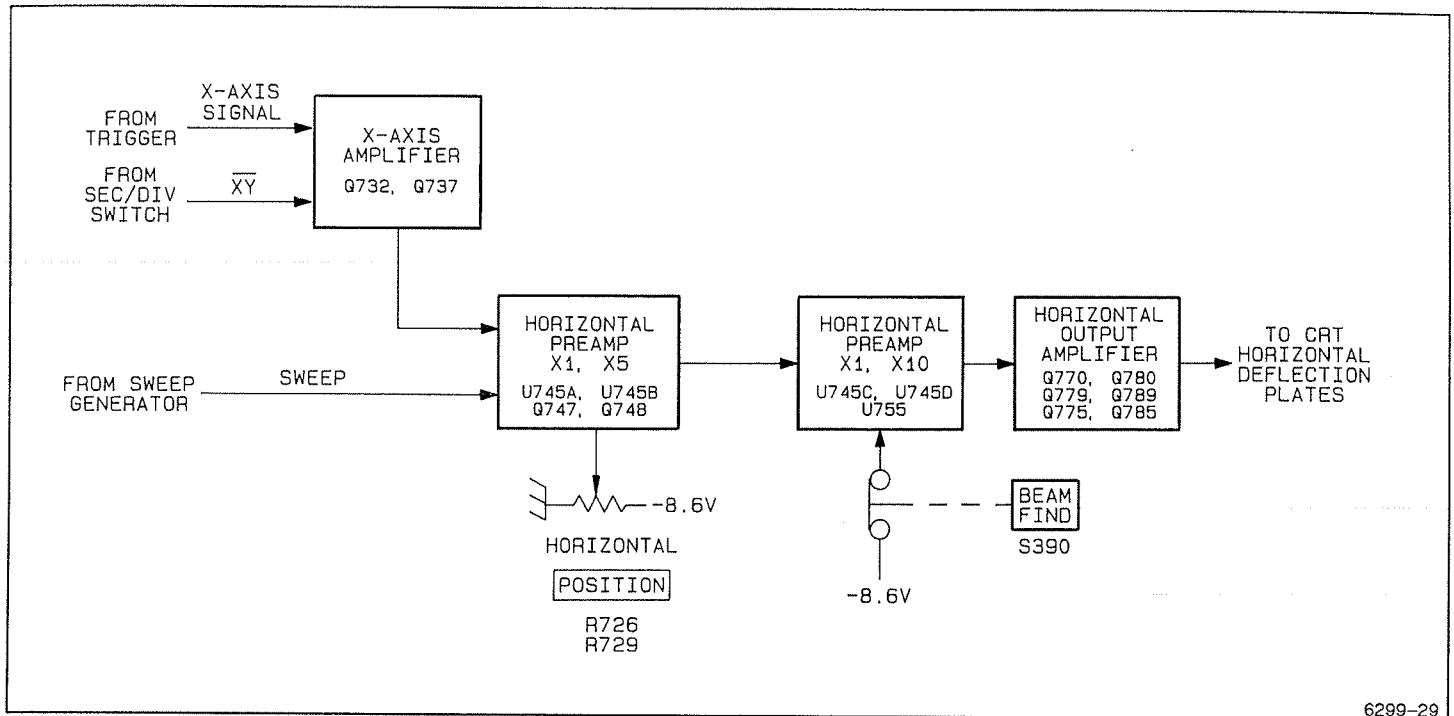 X-AXIS
SIGNAL
FROM
TRIGGER
FROM
SEC/DIV
SWITCH
XY
X-AXIS
AMPLIFIER
Q732, Q737
FROM SWEEP
GENERATOR
SWEEP
HORIZONTAL
PREAMP
X1, X5
U745A, U745B
Q747, Q748
HORIZONTAL
PREAMP
X1, X10
U745C, U745D
U755
HORIZONTAL
OUTPUT
AMPLIFIER
Q770, Q780
Q779, Q789
Q775, Q785
TO CRT
HORIZONTAL
DEFLECTION
PLATES
-8.6V
HORIZONTAL
POSITION
R726
R729
BEAM
FIND
S390
-8.6V
6299-29